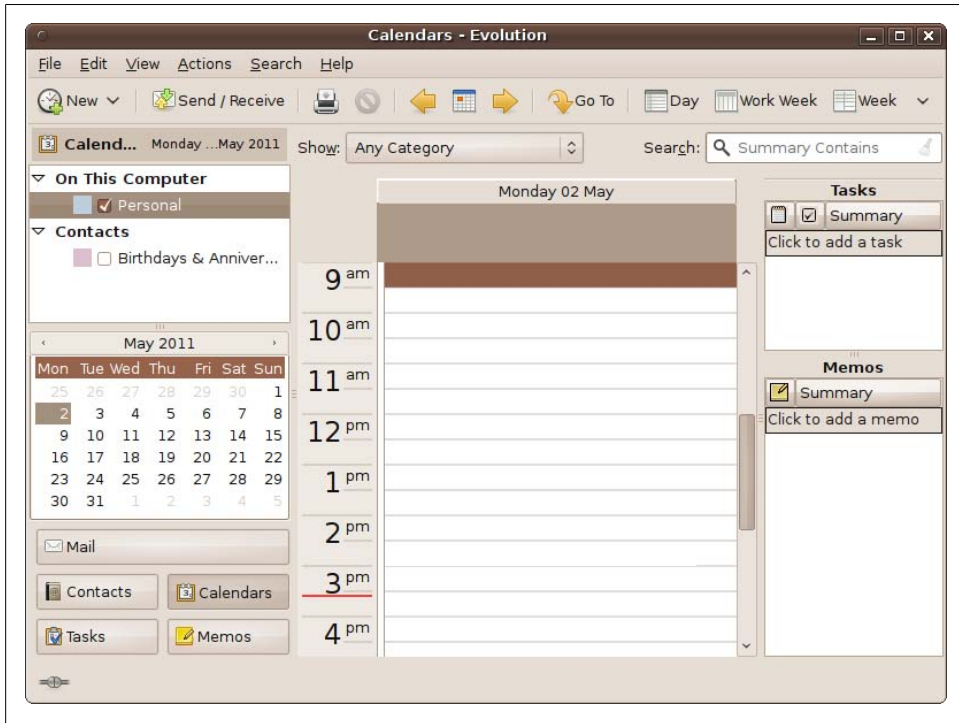 Calendars - Evolution
File Edit View Actions Search Help
New Send / Receive Go To Day Work Week Week
Calend... Monday ...May 2011
Show: Any Category Search: Summary Contains
On This Computer
Personal
Contacts
Birthdays & Anniver...
May 2011
Mon Tue Wed Thu Fri Sat Sun
25 26 27 28 29 30 1
2 3 4 5 6 7 8
9 10 11 12 13 14 15
16 17 18 19 20 21 22
23 24 25 26 27 28 29
30 31 1 2 3 4 5
Mail
Contacts Calendars
Tasks Memos
Monday 02 May
9 am
10 am
11 am
12 pm
1 pm
2 pm
3 pm
4 pm
Tasks
Summary
Click to add a task
Memos
Summary
Click to add a memo